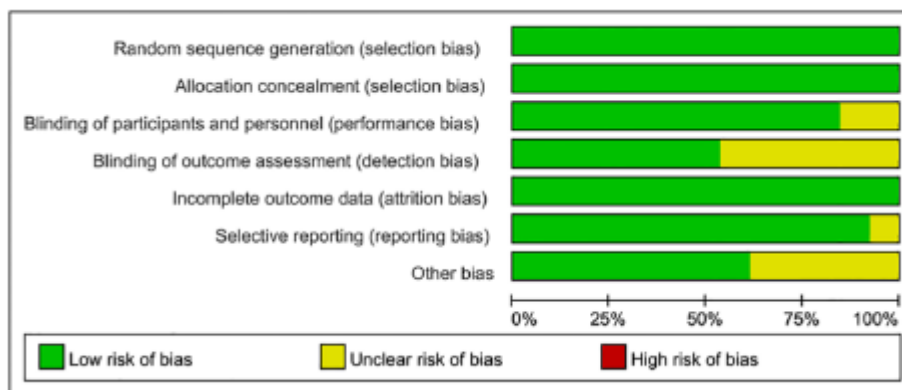 Random sequence generation (selection bias)
Allocation concealment (selection bias)
Blinding of participants and personnel (performance bias)
Blinding of outcome assessment (detection bias)
Incomplete outcome data (attrition bias)
Selective reporting (reporting bias)
Other bias
0% 25% 50% 75% 100%
Low risk of bias Unclear risk of bias High risk of bias